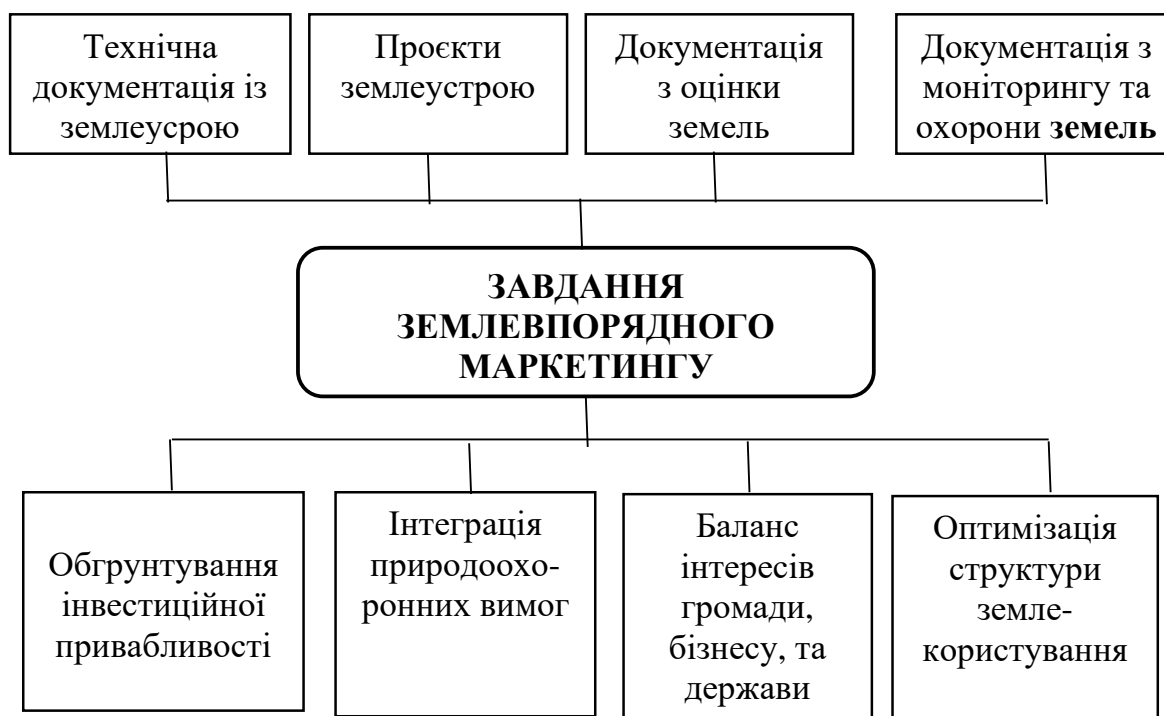 Технічна
документація із
землеусрою
Проєкти
землеустрою
Документація
з оцінки
земель
Документація з
моніторингу та
охорони земель
ЗАВДАННЯ
ЗЕМЛЕВПОРЯДНОГО
МАРКЕТИНГУ
Обгрунтування
інвестиційної
привабливості
Інтеграція
природоохо-
ронних вимог
Баланс
інтересів
громади,
бізнесу, та
держави
Оптимізація
структури
земле-
користування